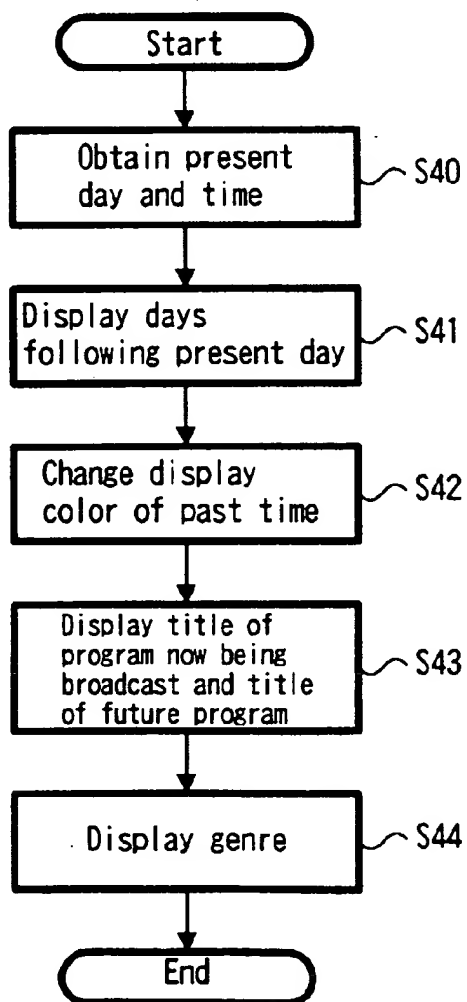 Start
Obtain present
day and time
S40
Display days
following present day
S41
Change display
color of past time
S42
Display title of
program now being
broadcast and title
of future program
S43
Display genre
S44
End